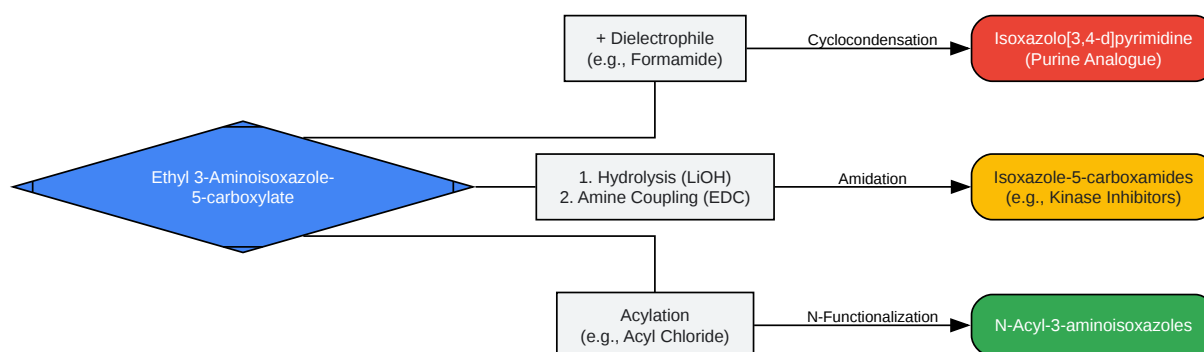 + Dielectrophile
(e.g., Formamide)
Cyclocondensation
Isoxazolo[3,4-d]pyrimidine
(Purine Analogue)
Ethyl 3-Aminoisoxazole-
5-carboxylate
1. Hydrolysis (LiOH)
2. Amine Coupling (EDC)
Amidation
Isoxazole-5-carboxamides
(e.g., Kinase Inhibitors)
Acylation
(e.g., Acyl Chloride)
N-Functionalization
N-Acyl-3-aminoisoxazoles